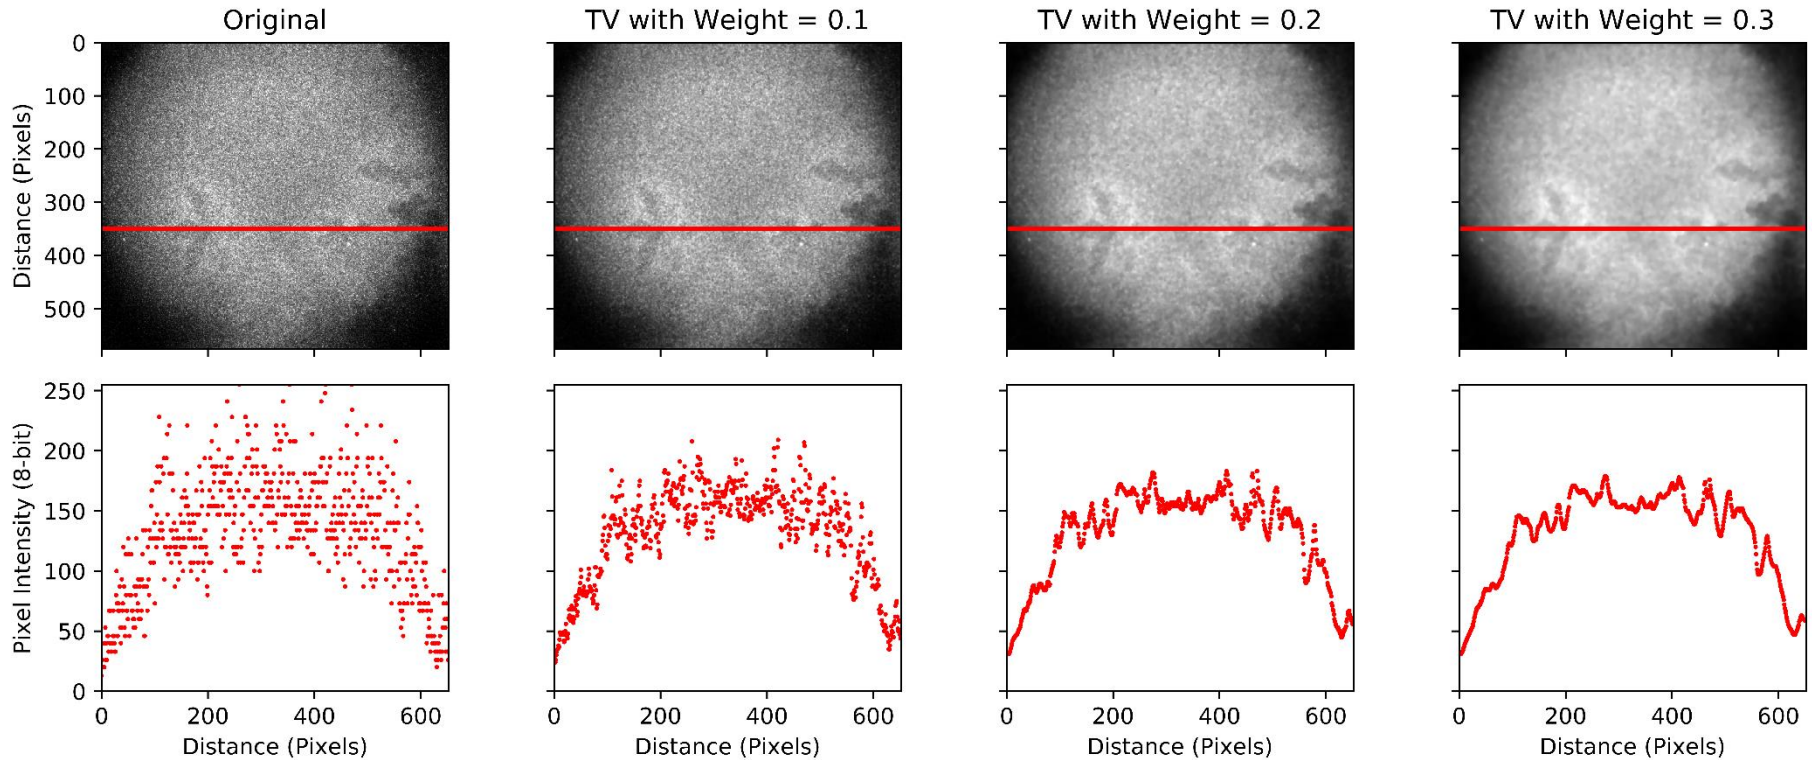 Original
TV with Weight = 0.1
TV with Weight = 0.2
TV with Weight = 0.3
Distance (Pixels)
0
100
200
300
400
500
Pixel Intensity (8-bit)
250
200
150
100
50
0
0 200 400 600
0 200 400 600
0 200 400 600
0 200 400 600
Distance (Pixels)
Distance (Pixels)
Distance (Pixels)
Distance (Pixels)